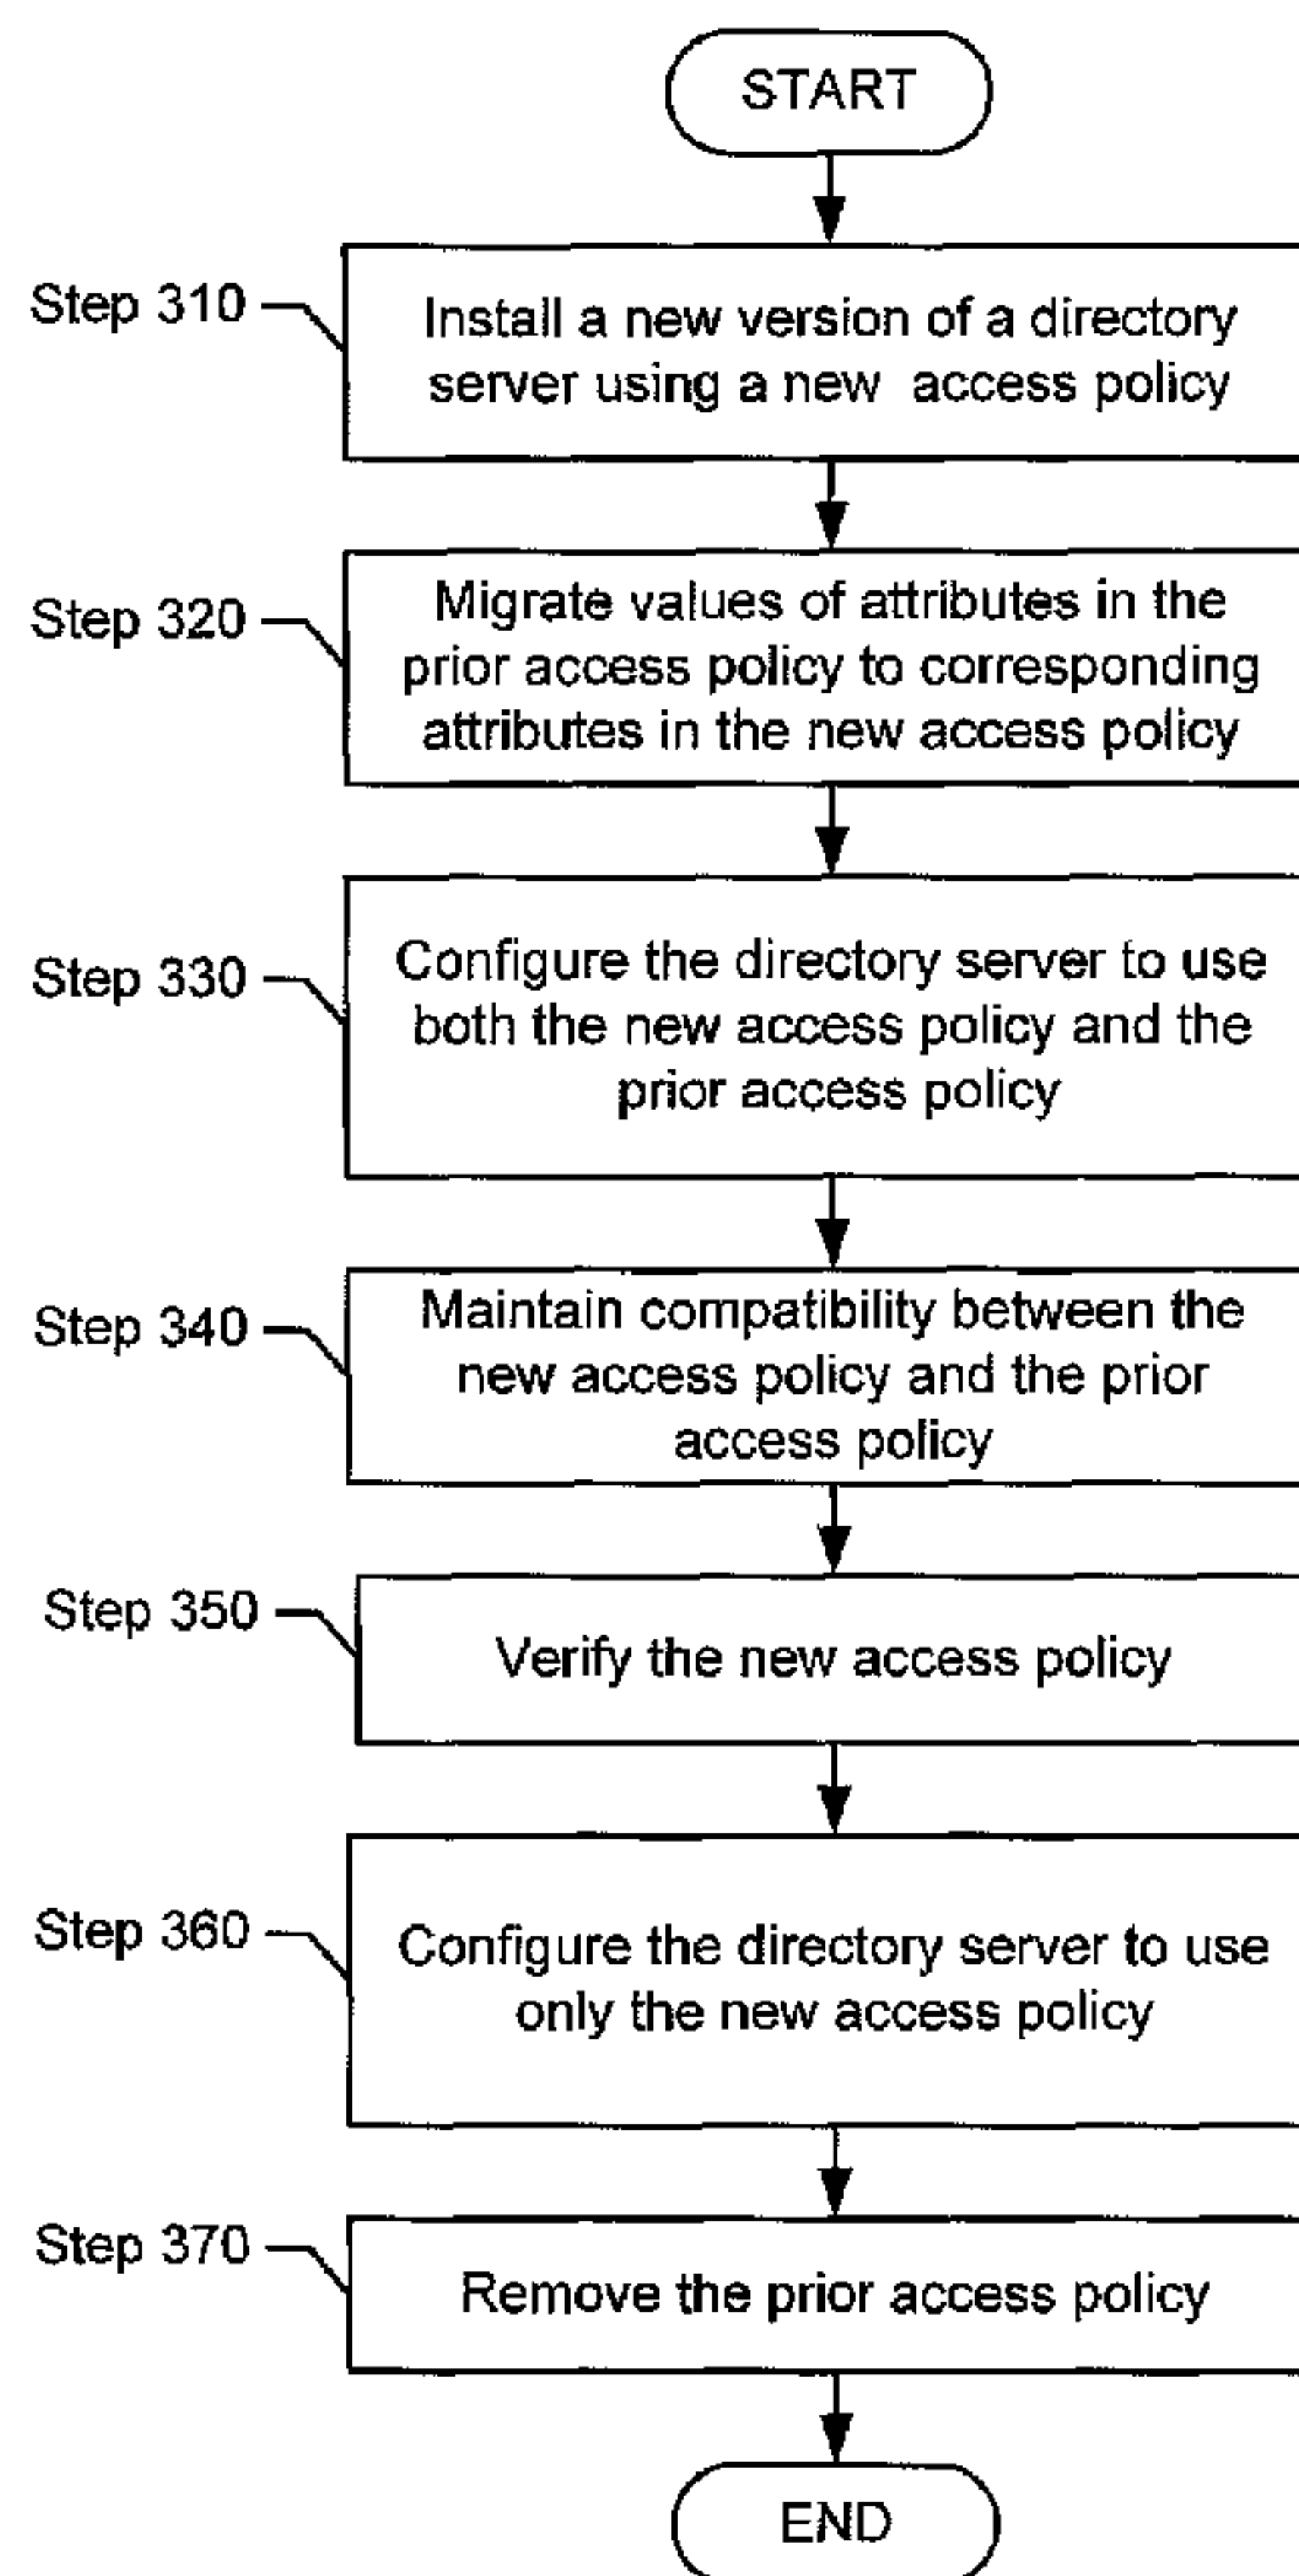 START
Step 310
Install a new version of a directory
server using a new access policy
Step 320
Migrate values of attributes in the
prior access policy to corresponding
attributes in the new access policy
Step 330
Configure the directory server to use
both the new access policy and the
prior access policy
Step 340
Maintain compatibility between the
new access policy and the prior
access policy
Step 350
Verify the new access policy
Step 360
Configure the directory server to use
only the new access policy
Step 370
Remove the prior access policy
END